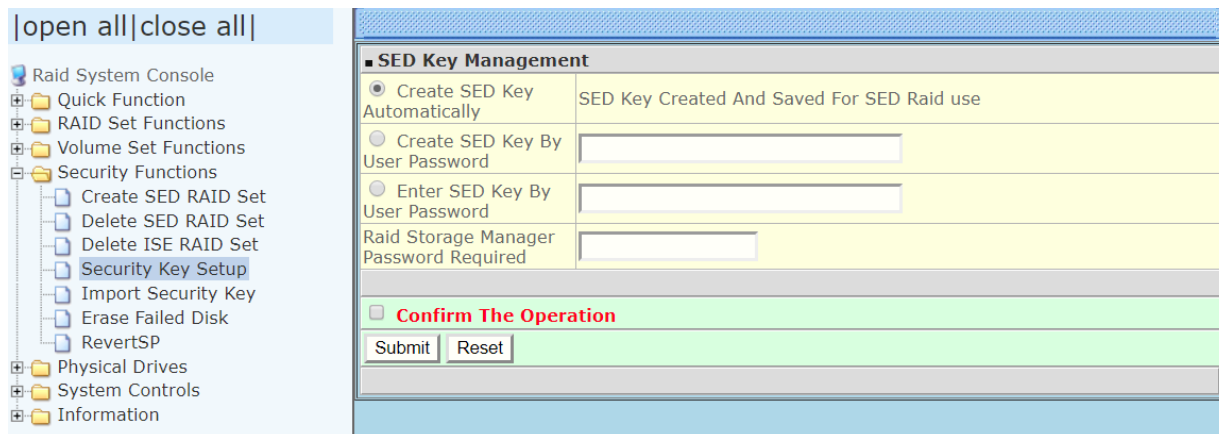 |open all|close all|
Raid System Console
Quick Function
RAID Set Functions
Volume Set Functions
Security Functions
Create SED RAID Set
Delete SED RAID Set
Delete ISE RAID Set
Security Key Setup
Import Security Key
Erase Failed Disk
RevertSP
Physical Drives
System Controls
Information
SED Key Management
Create SED Key
Automatically
SED Key Created And Saved For SED Raid use
Create SED Key By
User Password
Enter SED Key By
User Password
Raid Storage Manager
Password Required
Confirm The Operation
Submit Reset